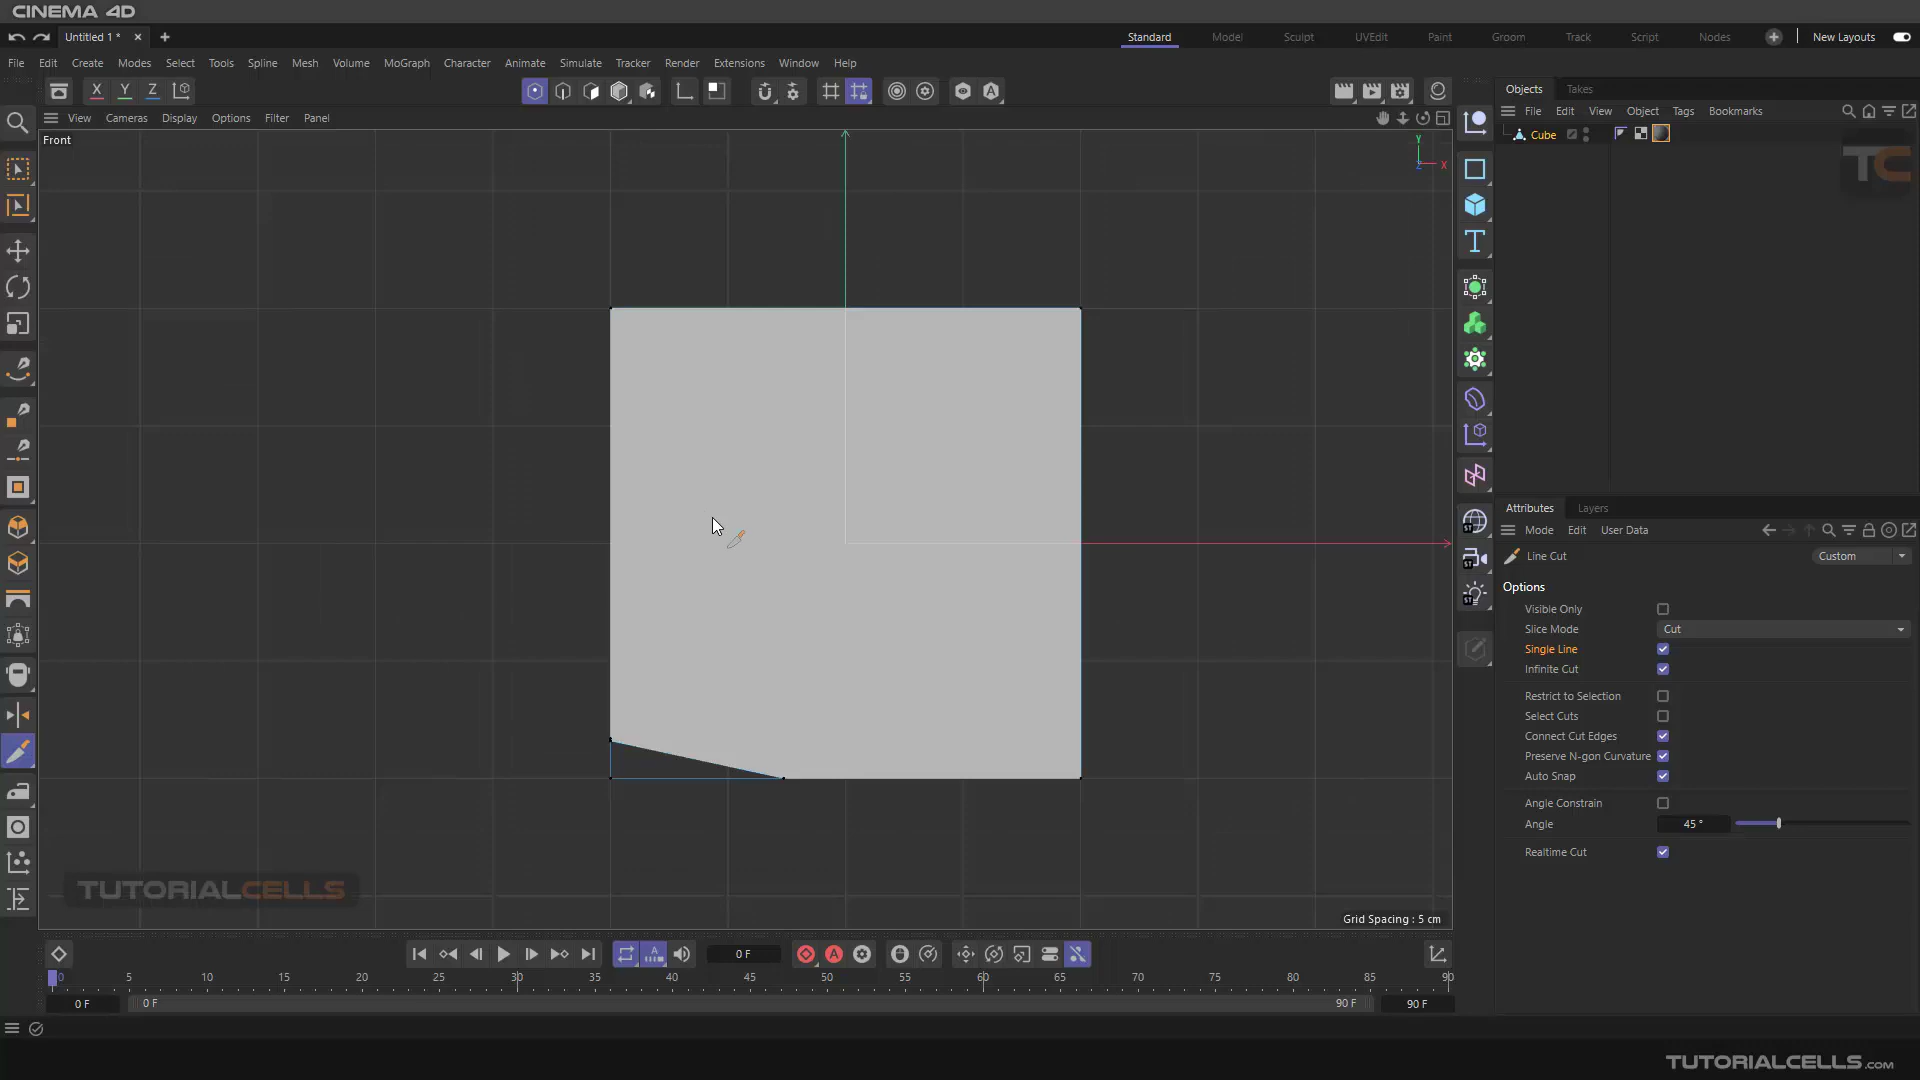 CINEMA 4D
Untitled 1 *
Standard
Model
Sculpt
UVEdit
Paint
Groom
Track
Script
Nodes
New Layouts
File Edit Create Modes Select Tools Spline Mesh Volume MoGraph Character Animate Simulate Tracker Render Extensions Window Help
X Y Z
View Cameras Display Options Filter Panel
Front
Y
Z X
Objects Takes
File Edit View Object Tags Bookmarks
Cube
TC
Attributes Layers
Mode Edit User Data
Line Cut
Custom
Options
Visible Only
Slice Mode Cut
Single Line
Infinite Cut
Restrict to Selection
Select Cuts
Connect Cut Edges
Preserve N-gon Curvature
Auto Snap
Angle Constrain
Angle 45 °
Realtime Cut
TUTORIALCELLS
Grid Spacing : 5 cm
0 F
0 5 10 15 20 25 30 35 40 45 50 55 60 65 70 75 80 85 90
0 F 0 F 90 F 90 F
TUTORIALCELLS.COM